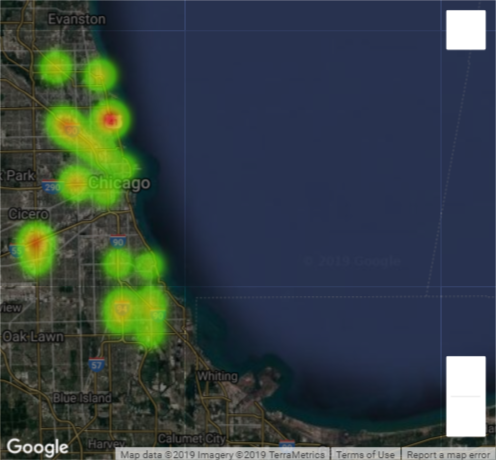 Evanston
Park
290
Chicago
Cicero
90
© 2019 Google
view
Oak Lawn
57
Whiting
Blue Island
Harvey
Calumet City
Google
Map data ©2019 Imagery ©2019 TerraMetrics
Terms of Use
Report a map error